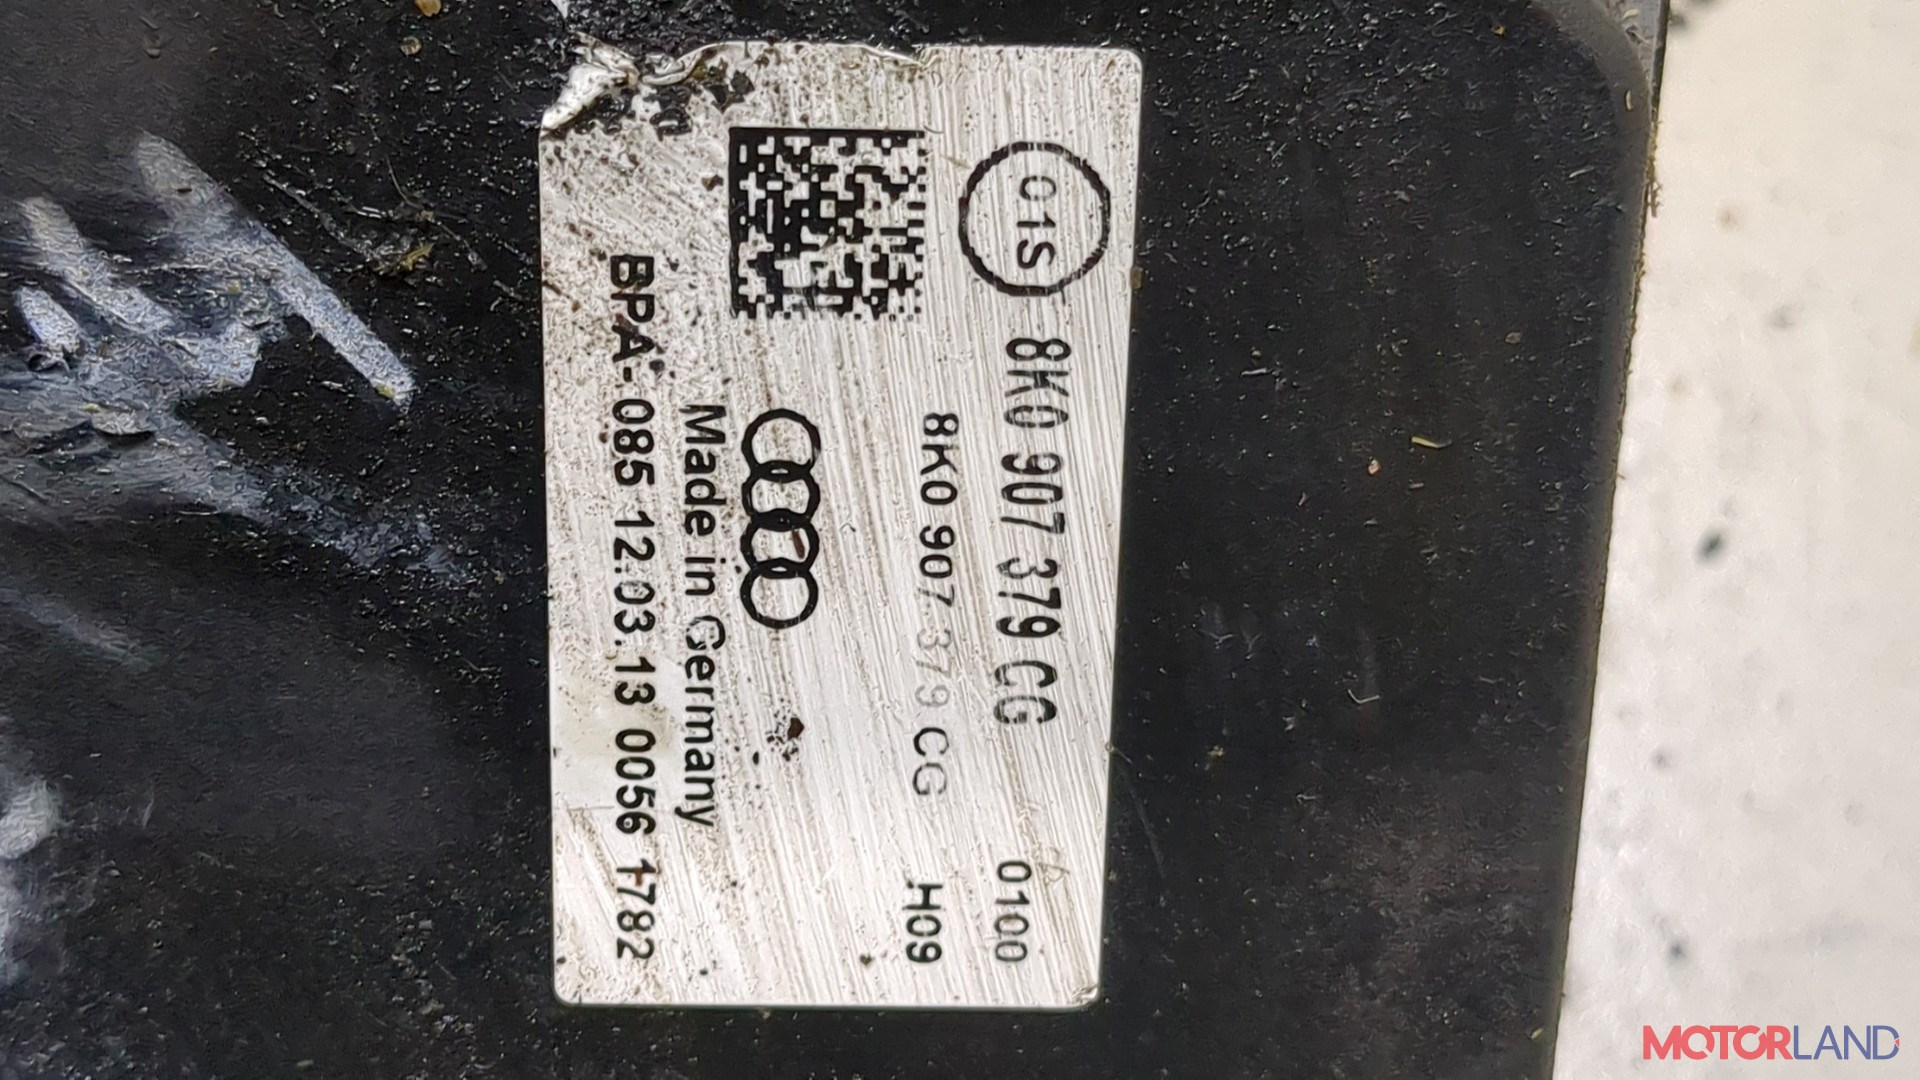 01S 8K0 907 379 CG 0100
8K0 907 379 CG H09
Made in Germany
BPA-085 12.03.13 0056 1782
MOTORLAND